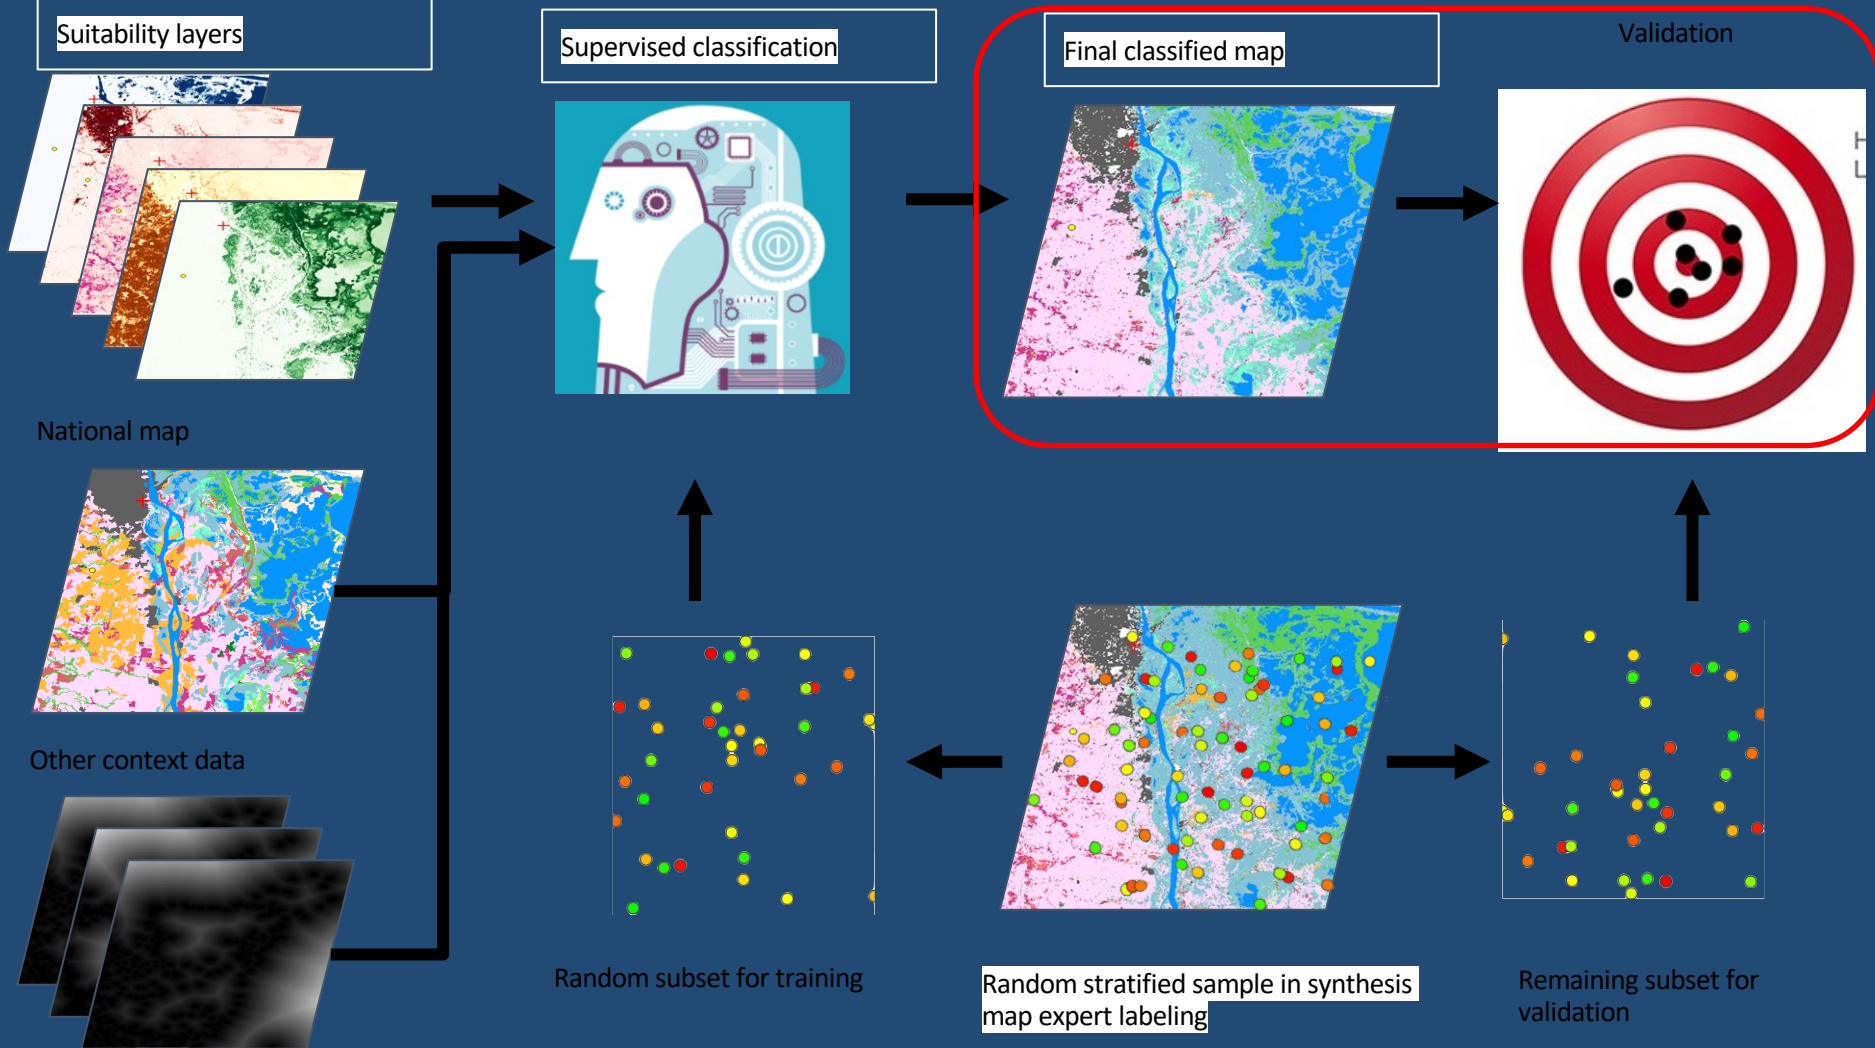 Suitability layers
Supervised classification
Final classified map
Validation
National map
Other context data
Random subset for training
Random stratified sample in synthesis
map expert labeling
Remaining subset for
validation